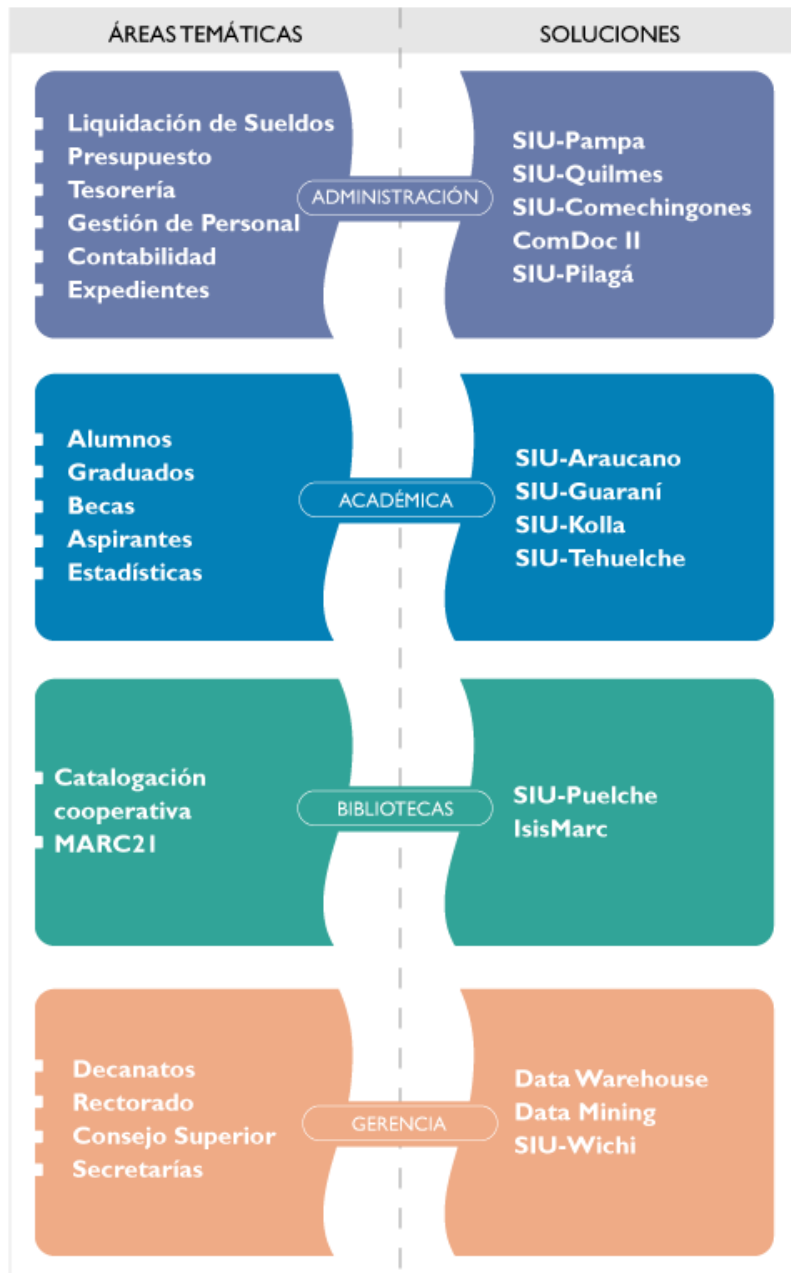 ÁREAS TEMÁTICAS
SOLUCIONES
Liquidación de Sueldos
Presupuesto
Tesorería
Gestión de Personal
Contabilidad
Expedientes
ADMINISTRACIÓN
SIU-Pampa
SIU-Quilmes
SIU-Comechingones
ComDoc II
SIU-Pilagá
Alumnos
Graduados
Becas
Aspirantes
Estadísticas
ACADÉMICA
SIU-Araucano
SIU-Guaraní
SIU-Kolla
SIU-Tehuelche
Catalogación
cooperativa
MARC21
BIBLIOTECAS
SIU-Puelche
IsisMarc
Decanatos
Rectorado
Consejo Superior
Secretarías
GERENCIA
Data Warehouse
Data Mining
SIU-Wichi